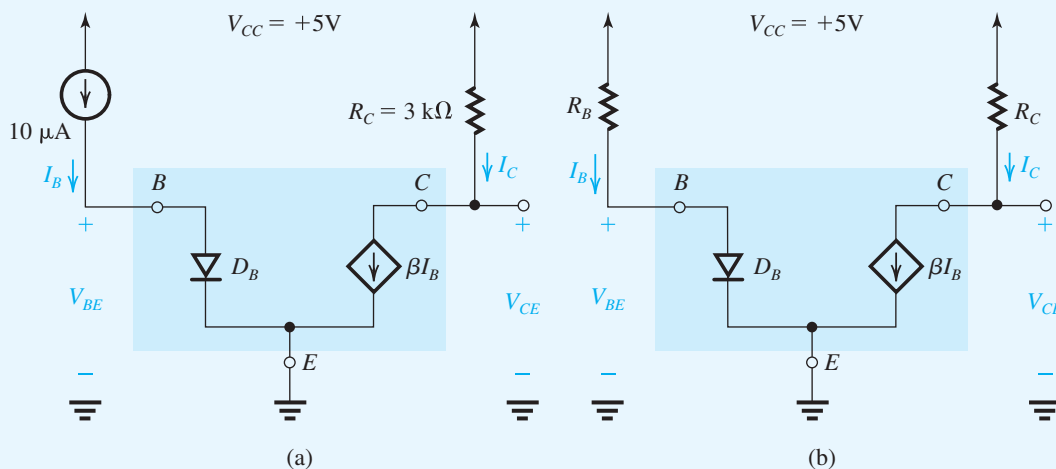 V_CC = +5V
R_C = 3 kΩ
10 μA
I_B
I_C
B
C
+
+
D_B
βI_B
V_BE
V_CE
E
−
−
(a)
V_CC = +5V
R_B
R_C
I_B
I_C
B
C
+
+
D_B
βI_B
V_BE
V_CE
E
−
−
(b)